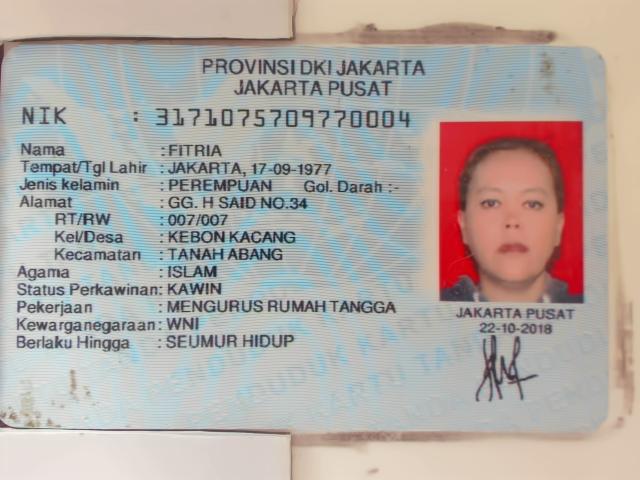 PROVINSI DKI JAKARTA
JAKARTA PUSAT
NIK : 3171075709770004
Nama : FITRIA
Tempat/Tgl Lahir : JAKARTA, 17-09-1977
Jenis kelamin : PEREMPUAN Gol. Darah :-
Alamat : GG. H SAID NO.34
RT/RW : 007/007
Kel/Desa : KEBON KACANG
Kecamatan : TANAH ABANG
Agama : ISLAM
Status Perkawinan: KAWIN
Pekerjaan : MENGURUS RUMAH TANGGA
Kewarganegaraan: WNI
Berlaku Hingga : SEUMUR HIDUP
JAKARTA PUSAT
22-10-2018